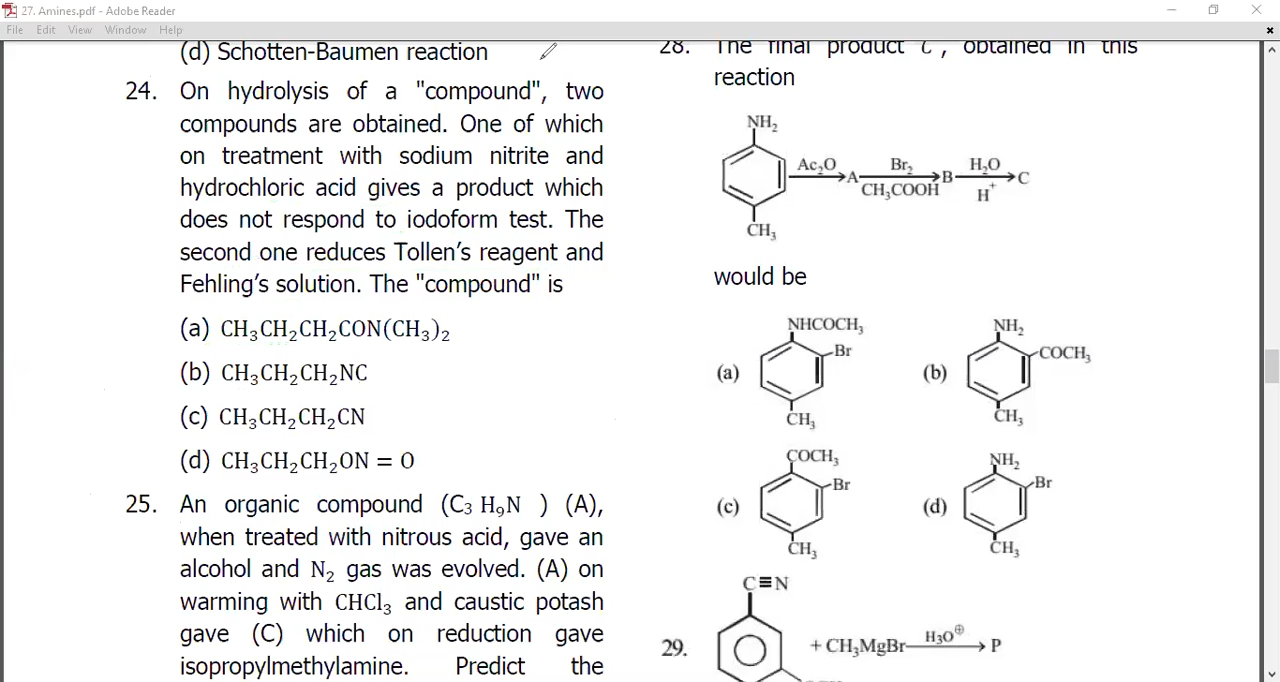 27. Amines.pdf - Adobe Reader
File Edit View Window Help
(d) Schotten-Baumen reaction
24. On hydrolysis of a "compound", two
compounds are obtained. One of which
on treatment with sodium nitrite and
hydrochloric acid gives a product which
does not respond to iodoform test. The
second one reduces Tollen's reagent and
Fehling's solution. The "compound" is
(a) CH₃CH₂CH₂CON(CH₃)₂
(b) CH₃CH₂CH₂NC
(c) CH₃CH₂CH₂CN
(d) CH₃CH₂CH₂ON = O
25. An organic compound (C₃ H₉N ) (A),
when treated with nitrous acid, gave an
alcohol and N₂ gas was evolved. (A) on
warming with CHCl₃ and caustic potash
gave (C) which on reduction gave
isopropylmethylamine. Predict the
28. The final product C, obtained in this
reaction
NH₂
Ac₂O A Br₂ B H₂O C
CH₃COOH H⁺
CH₃
would be
(a) NHCOCH₃ Br CH₃
(b) NH₂ COCH₃ CH₃
(c) COCH₃ Br CH₃
(d) NH₂ Br CH₃
C≡N
29. + CH₃MgBr H₃O⊕ P